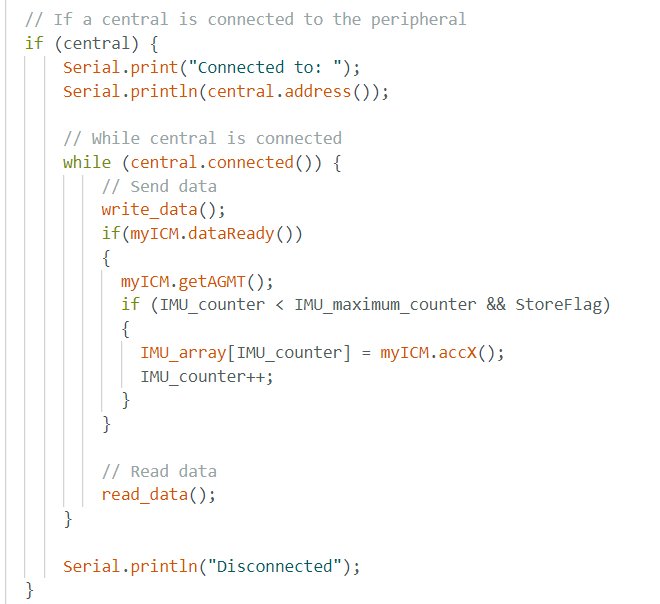 // If a central is connected to the peripheral
if (central) {
Serial.print("Connected to: ");
Serial.println(central.address());
// While central is connected
while (central.connected()) {
// Send data
write_data();
if(myICM.dataReady())
{
myICM.getAGMT();
if (IMU_counter < IMU_maximum_counter && StoreFlag)
{
IMU_array[IMU_counter] = myICM.accX();
IMU_counter++;
}
}
// Read data
read_data();
}
Serial.println("Disconnected");
}